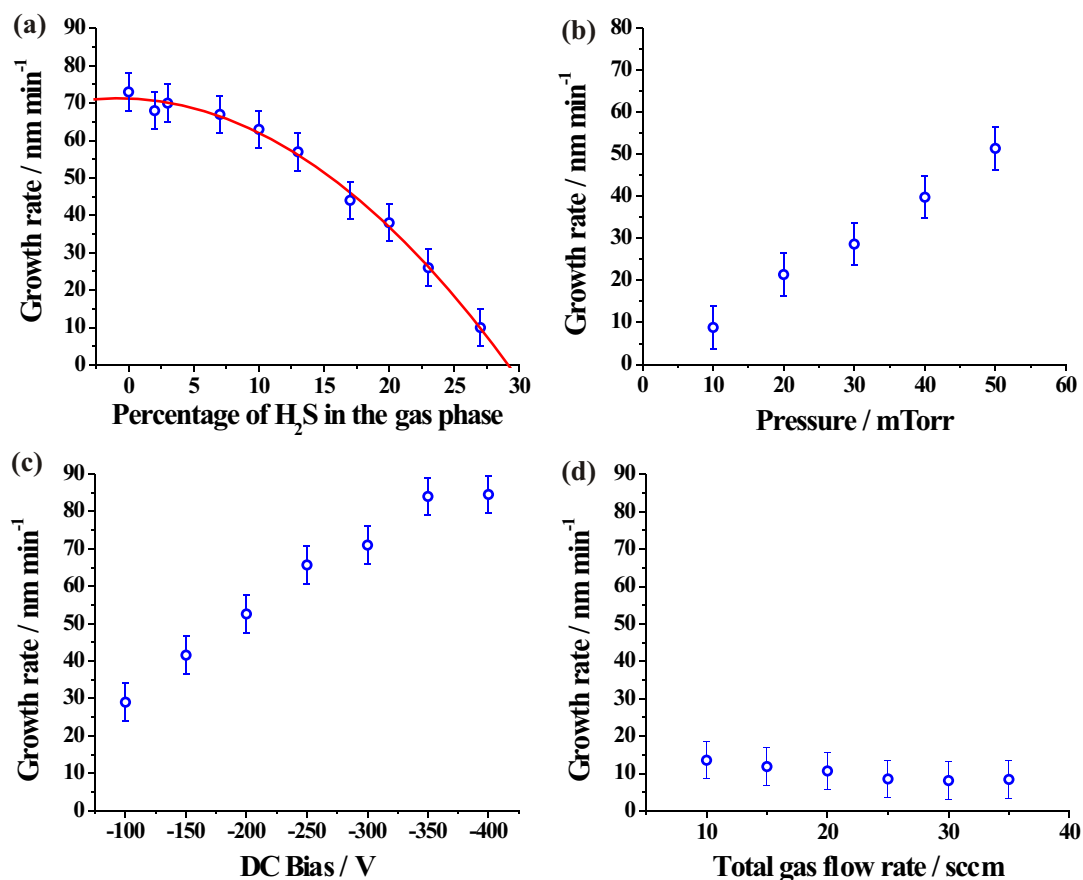 (a)
90
80
70
60
50
40
30
20
10
0
Growth rate / nm min⁻¹
0 5 10 15 20 25 30
Percentage of H₂S in the gas phase
(b)
90
80
70
60
50
40
30
20
10
0
Growth rate / nm min⁻¹
0 10 20 30 40 50 60
Pressure / mTorr
(c)
90
80
70
60
50
40
30
20
10
0
Growth rate / nm min⁻¹
-100 -150 -200 -250 -300 -350 -400
DC Bias / V
(d)
90
80
70
60
50
40
30
20
10
0
Growth rate / nm min⁻¹
10 20 30 40
Total gas flow rate / sccm